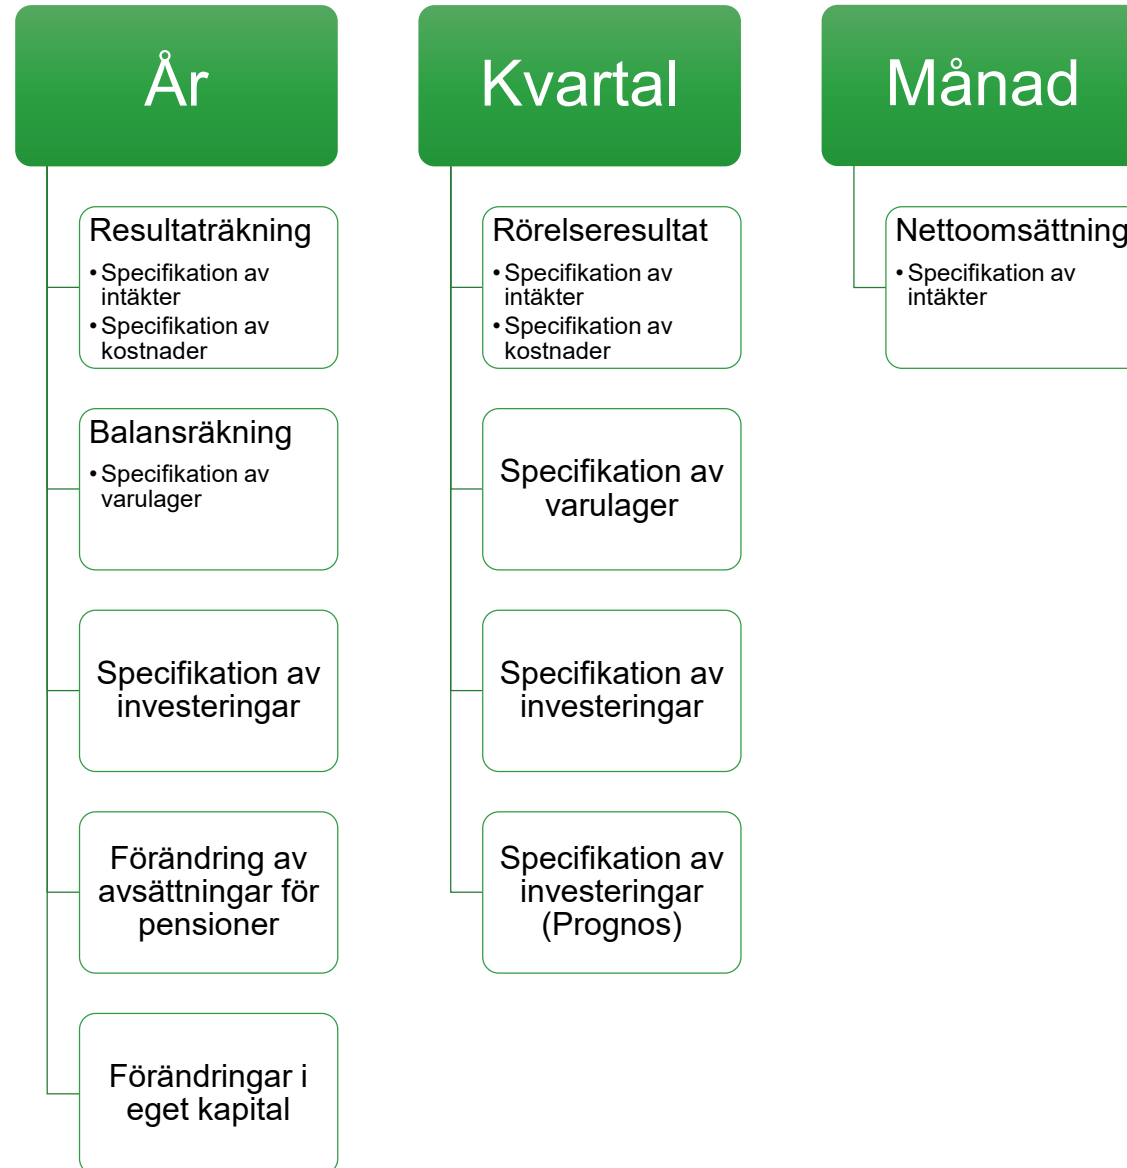 År
Resultaträkning
• Specifikation av
intäkter
• Specifikation av
kostnader
Balansräkning
• Specifikation av
varulager
Specifikation av
investeringar
Förändring av
avsättningar för
pensioner
Förändringar i
eget kapital
Kvartal
Rörelseresultat
• Specifikation av
intäkter
• Specifikation av
kostnader
Specifikation av
varulager
Specifikation av
investeringar
Specifikation av
investeringar
(Prognos)
Månad
Nettoomsättning
• Specifikation av
intäkter